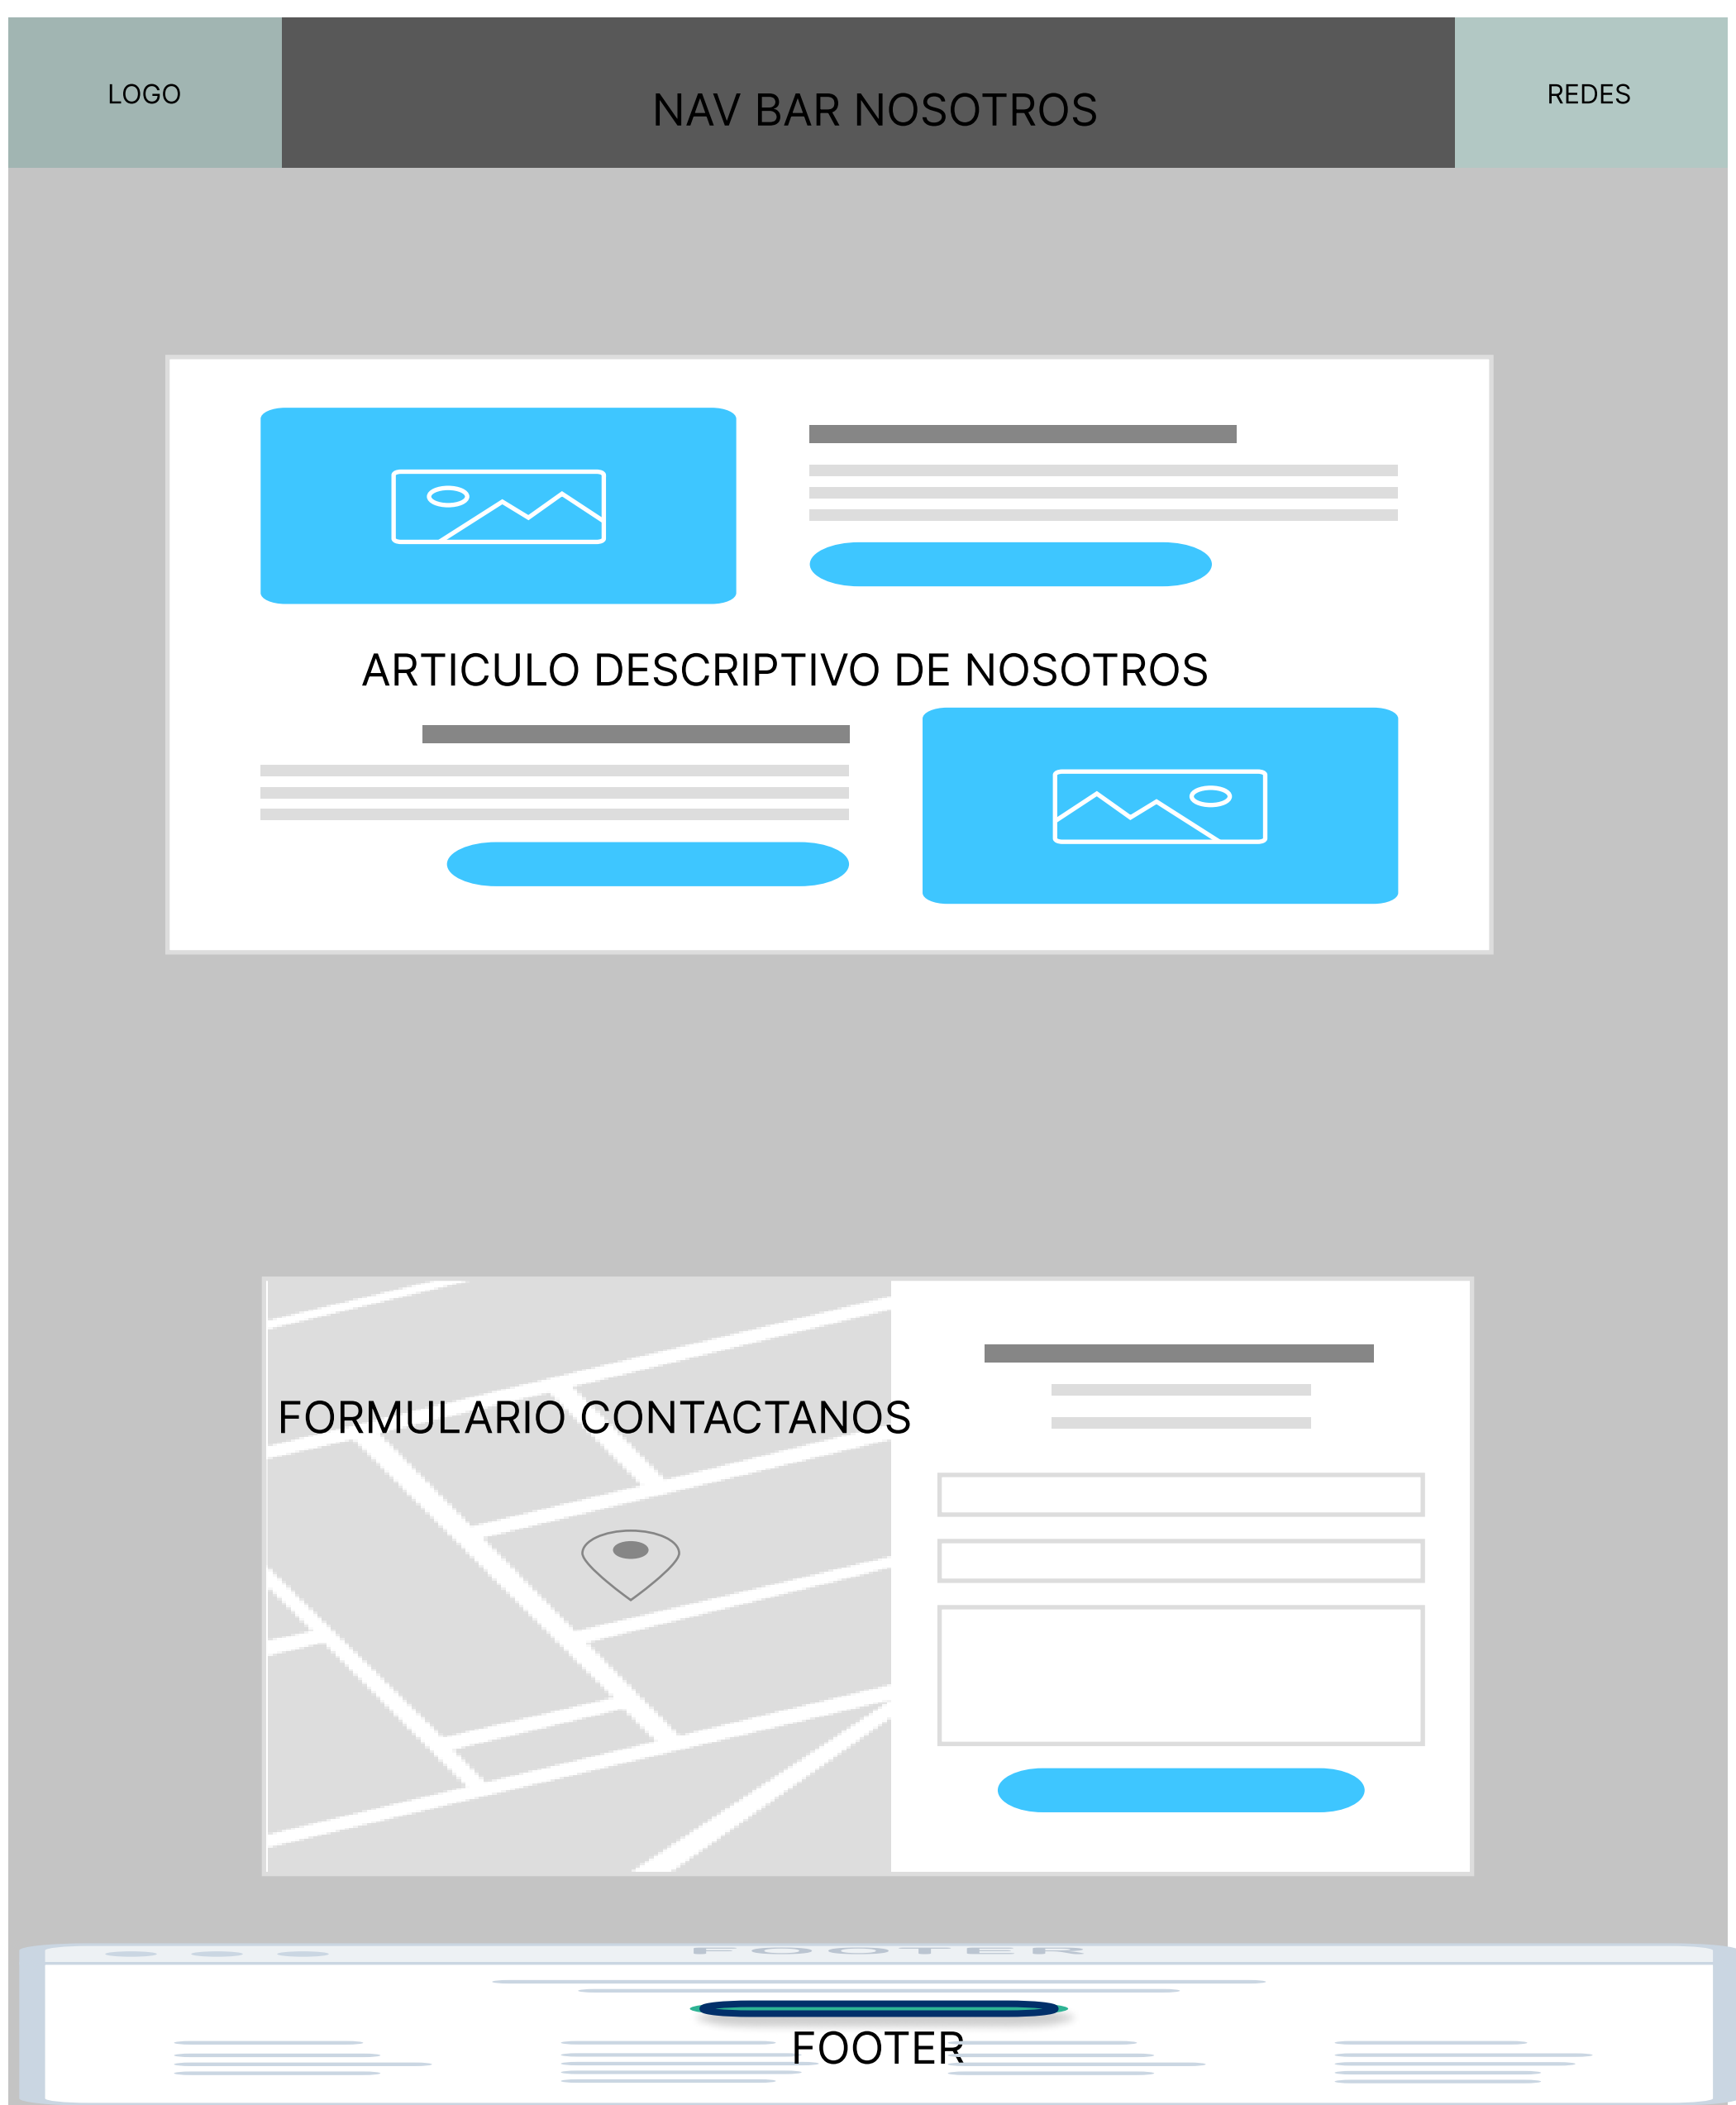 LOGO
NAV BAR NOSOTROS
REDES
ARTICULO DESCRIPTIVO DE NOSOTROS
FORMULARIO CONTACTANOS
FOOTER
FOOTER